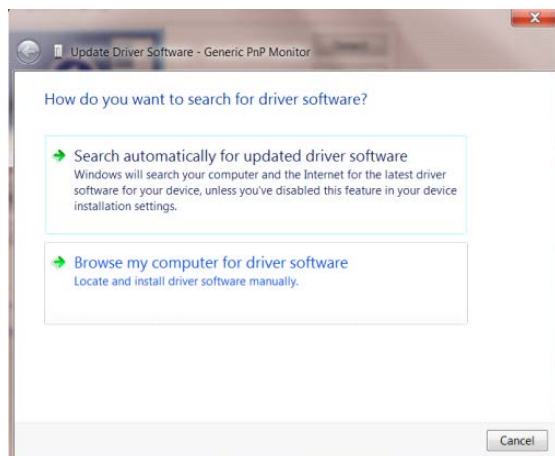 Update Driver Software - Generic PnP Monitor
How do you want to search for driver software?
Search automatically for updated driver software
Windows will search your computer and the Internet for the latest driver
software for your device, unless you've disabled this feature in your device
installation settings.
Browse my computer for driver software
Locate and install driver software manually.
Cancel